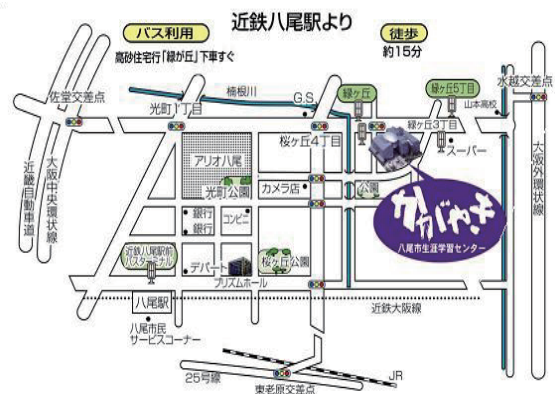 近鉄八尾駅より
バス利用
高砂住宅行「緑が丘」下車すぐ
徒歩
約15分
佐堂交差点
光町1丁目
楠根川
G.S
緑ヶ丘
緑ヶ丘5丁目
水越交差点
山本高校
緑ヶ丘3丁目
スーパー
桜ヶ丘4丁目
アリオ八尾
光町公園
カメラ店
公園
近畿自動車道
大阪中央環状線
大阪外環状線
かがやき
八尾市生涯学習センター
銀行
銀行
コンビニ
近鉄八尾駅前
バスターミナル
デパート
プリズムホール
桜ヶ丘公園
八尾駅
近鉄大阪線
八尾市民
サービスコーナー
25号線
東老原交差点
JR